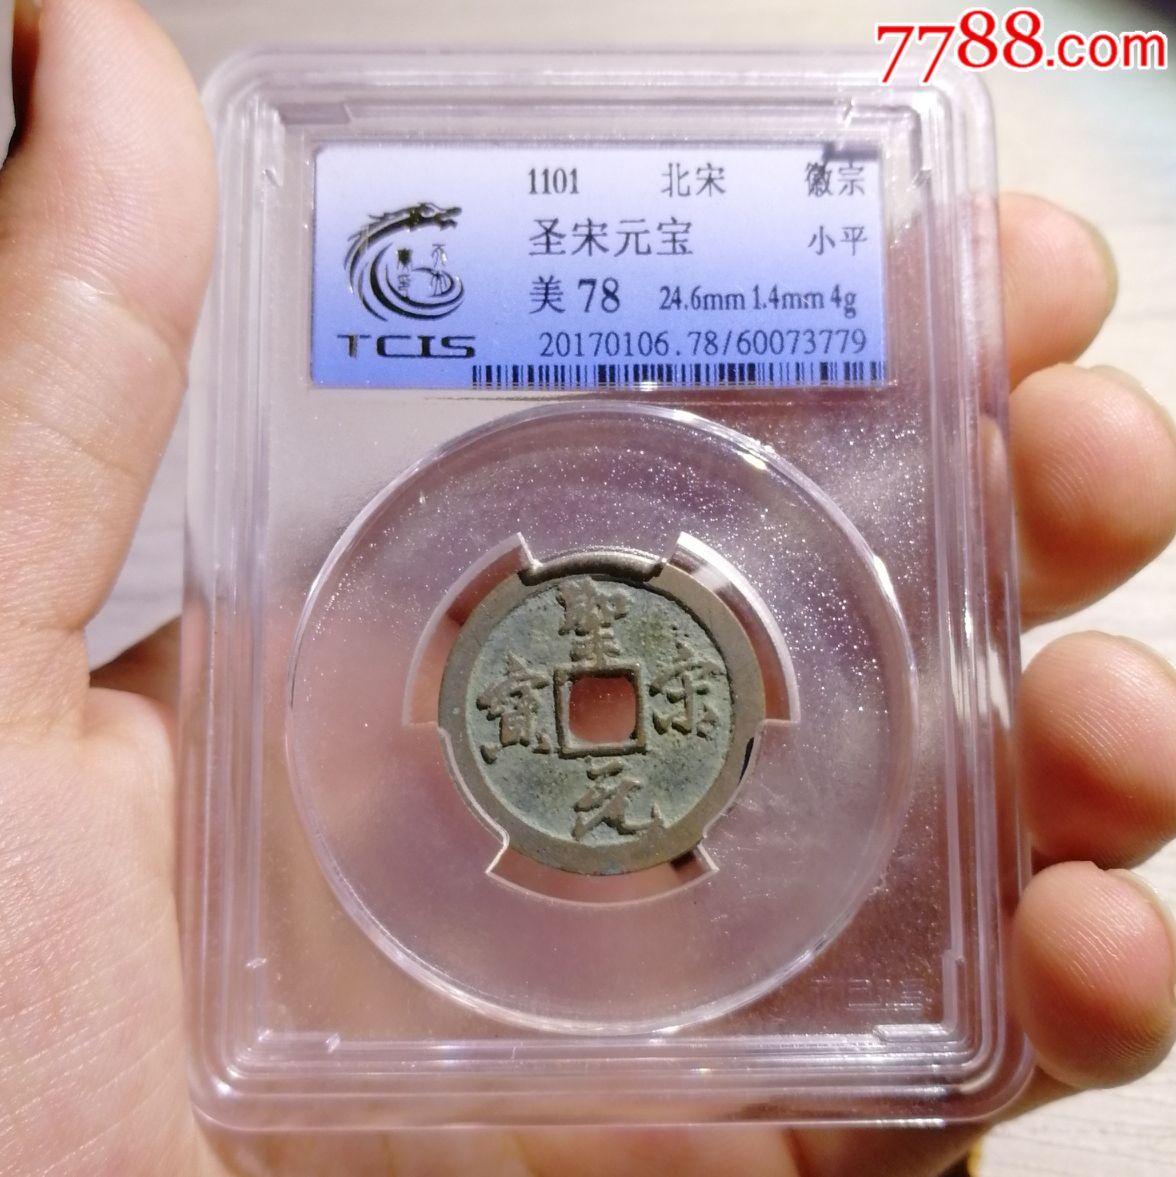 7788.com
1101 北宋 徽宗
圣宋元宝 小平
美 78 24.6mm 1.4mm 4g
20170106.78/60073779
TCIS
聖
寶 宋
元